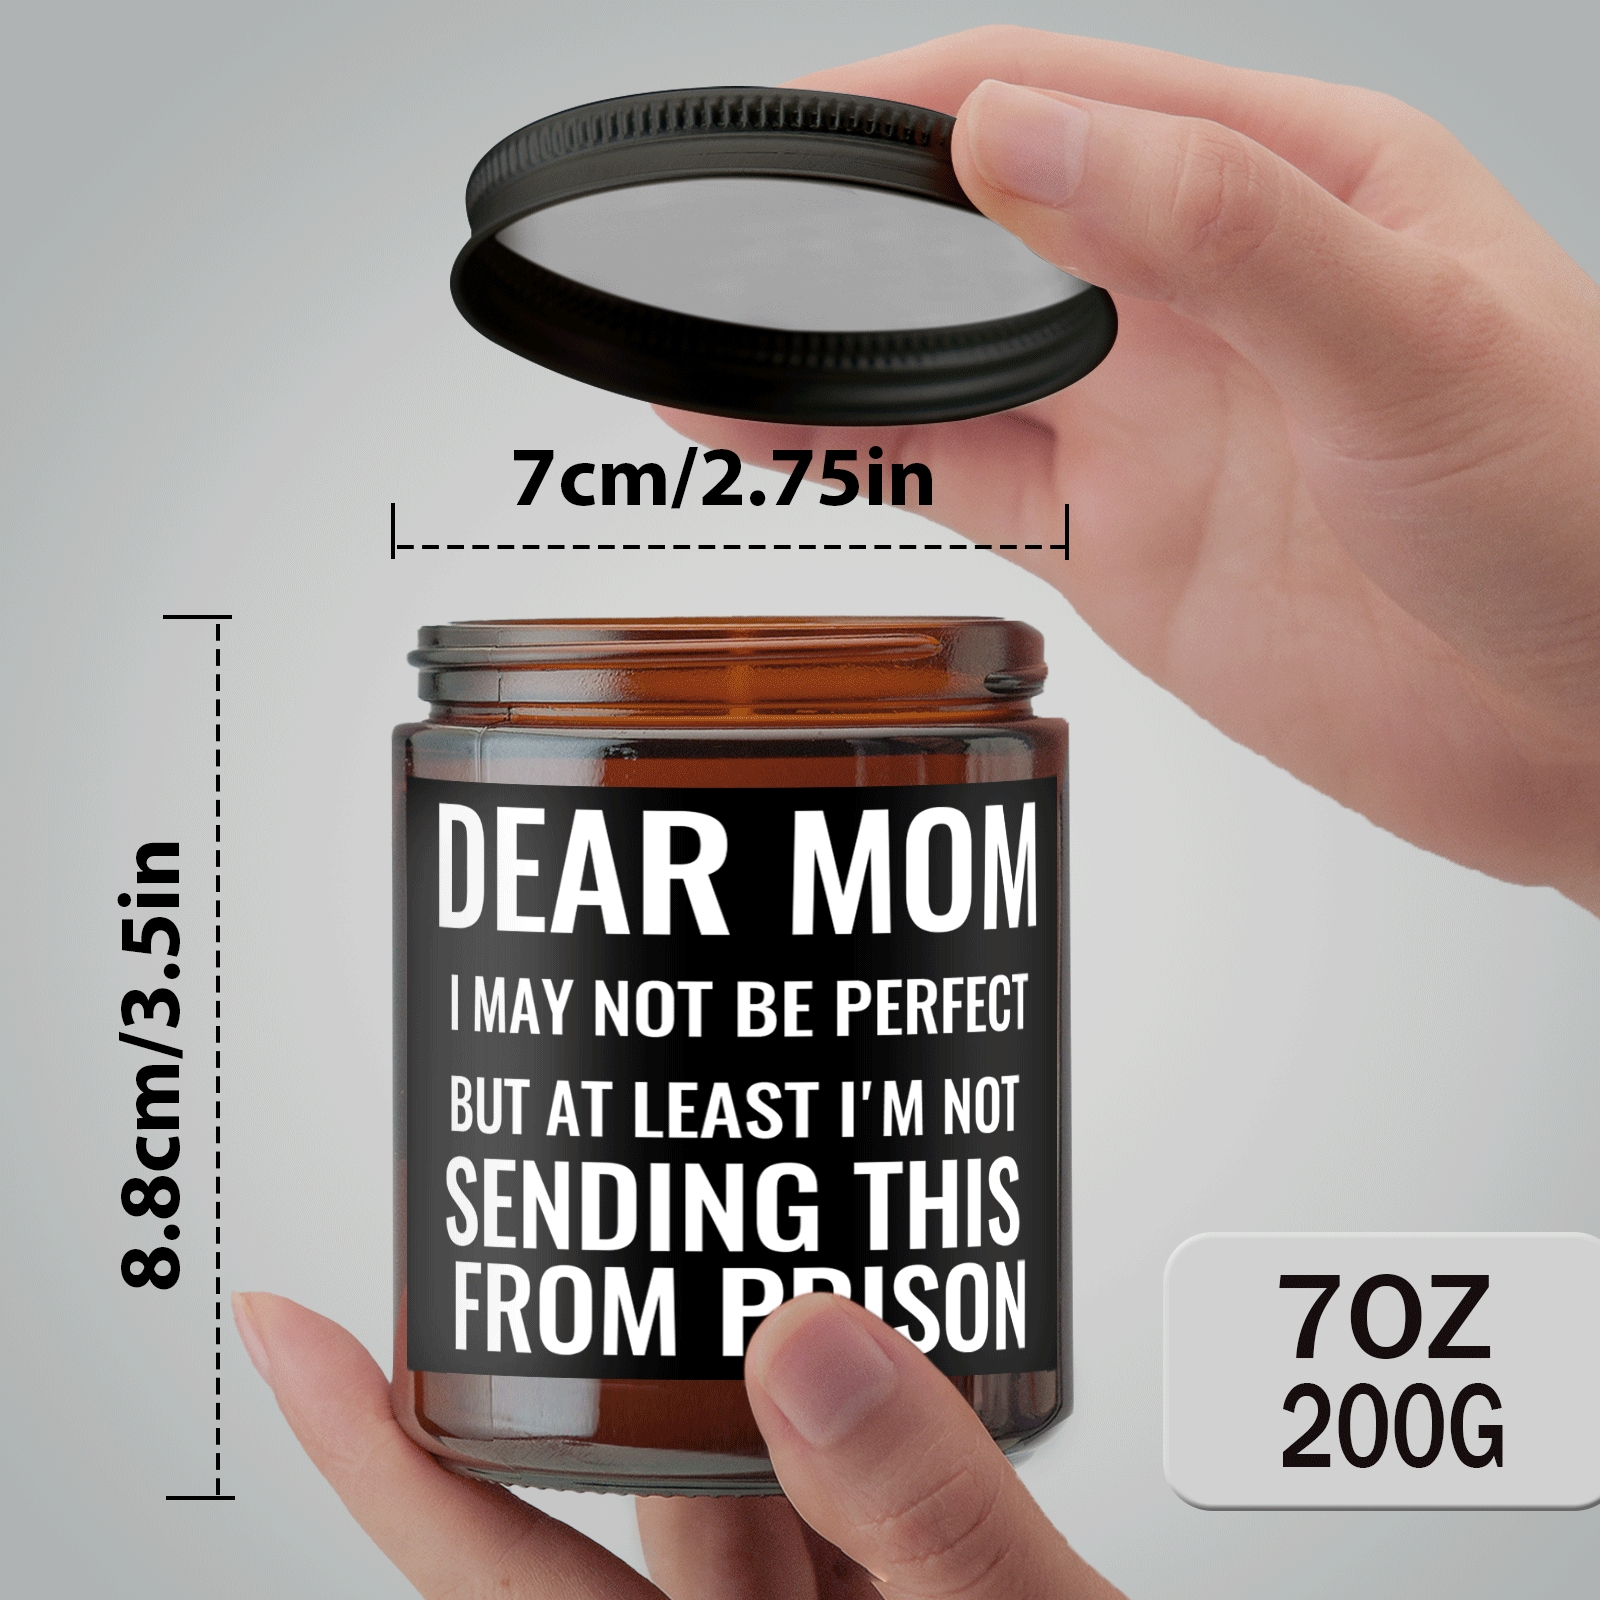 7cm/2.75in
8.8cm/3.5in
DEAR MOM
I MAY NOT BE PERFECT
BUT AT LEAST I'M NOT
SENDING THIS
FROM PRISON
7OZ
200G